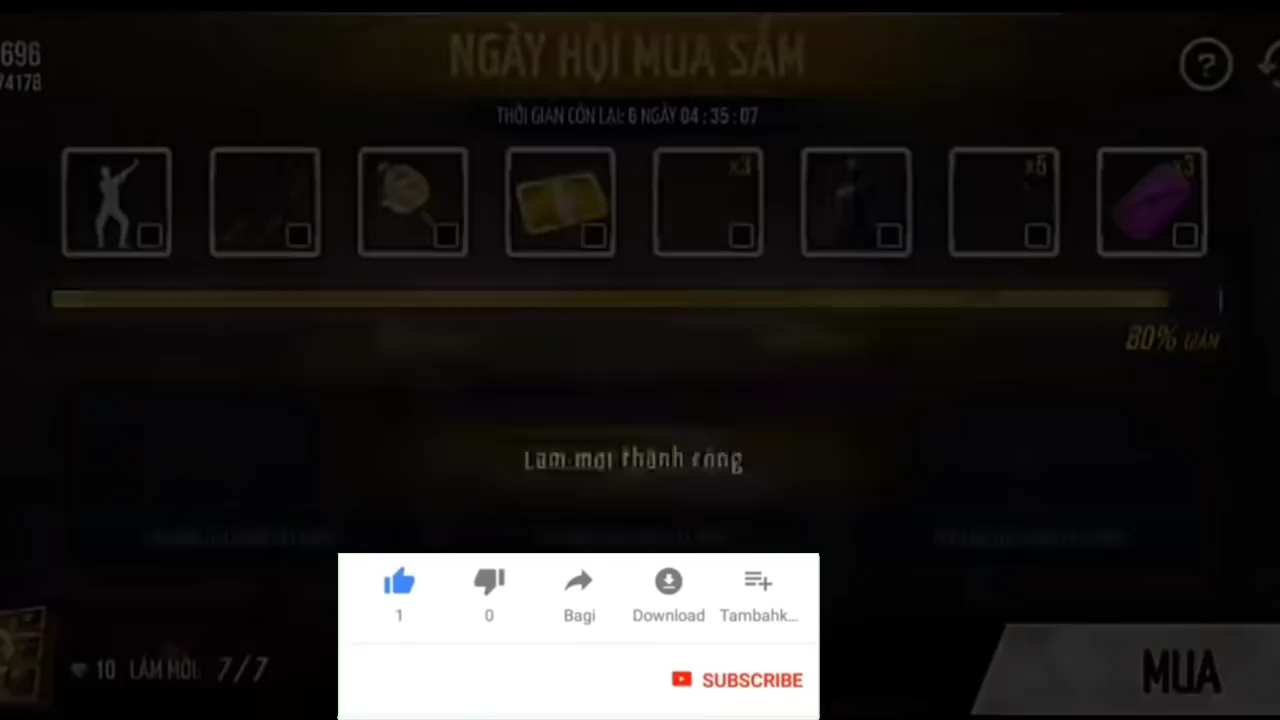 696
74178
NGÀY HỘI MUA SẮM
?
THỜI GIAN CÒN LẠI: 6 NGÀY 04 : 35 : 07
x3
x5
x3
80% GIẢM
Làm mới thành công
10 LÀM MỚI: 7/7
MUA
1
0
Bagi
Download
Tambahk...
SUBSCRIBE